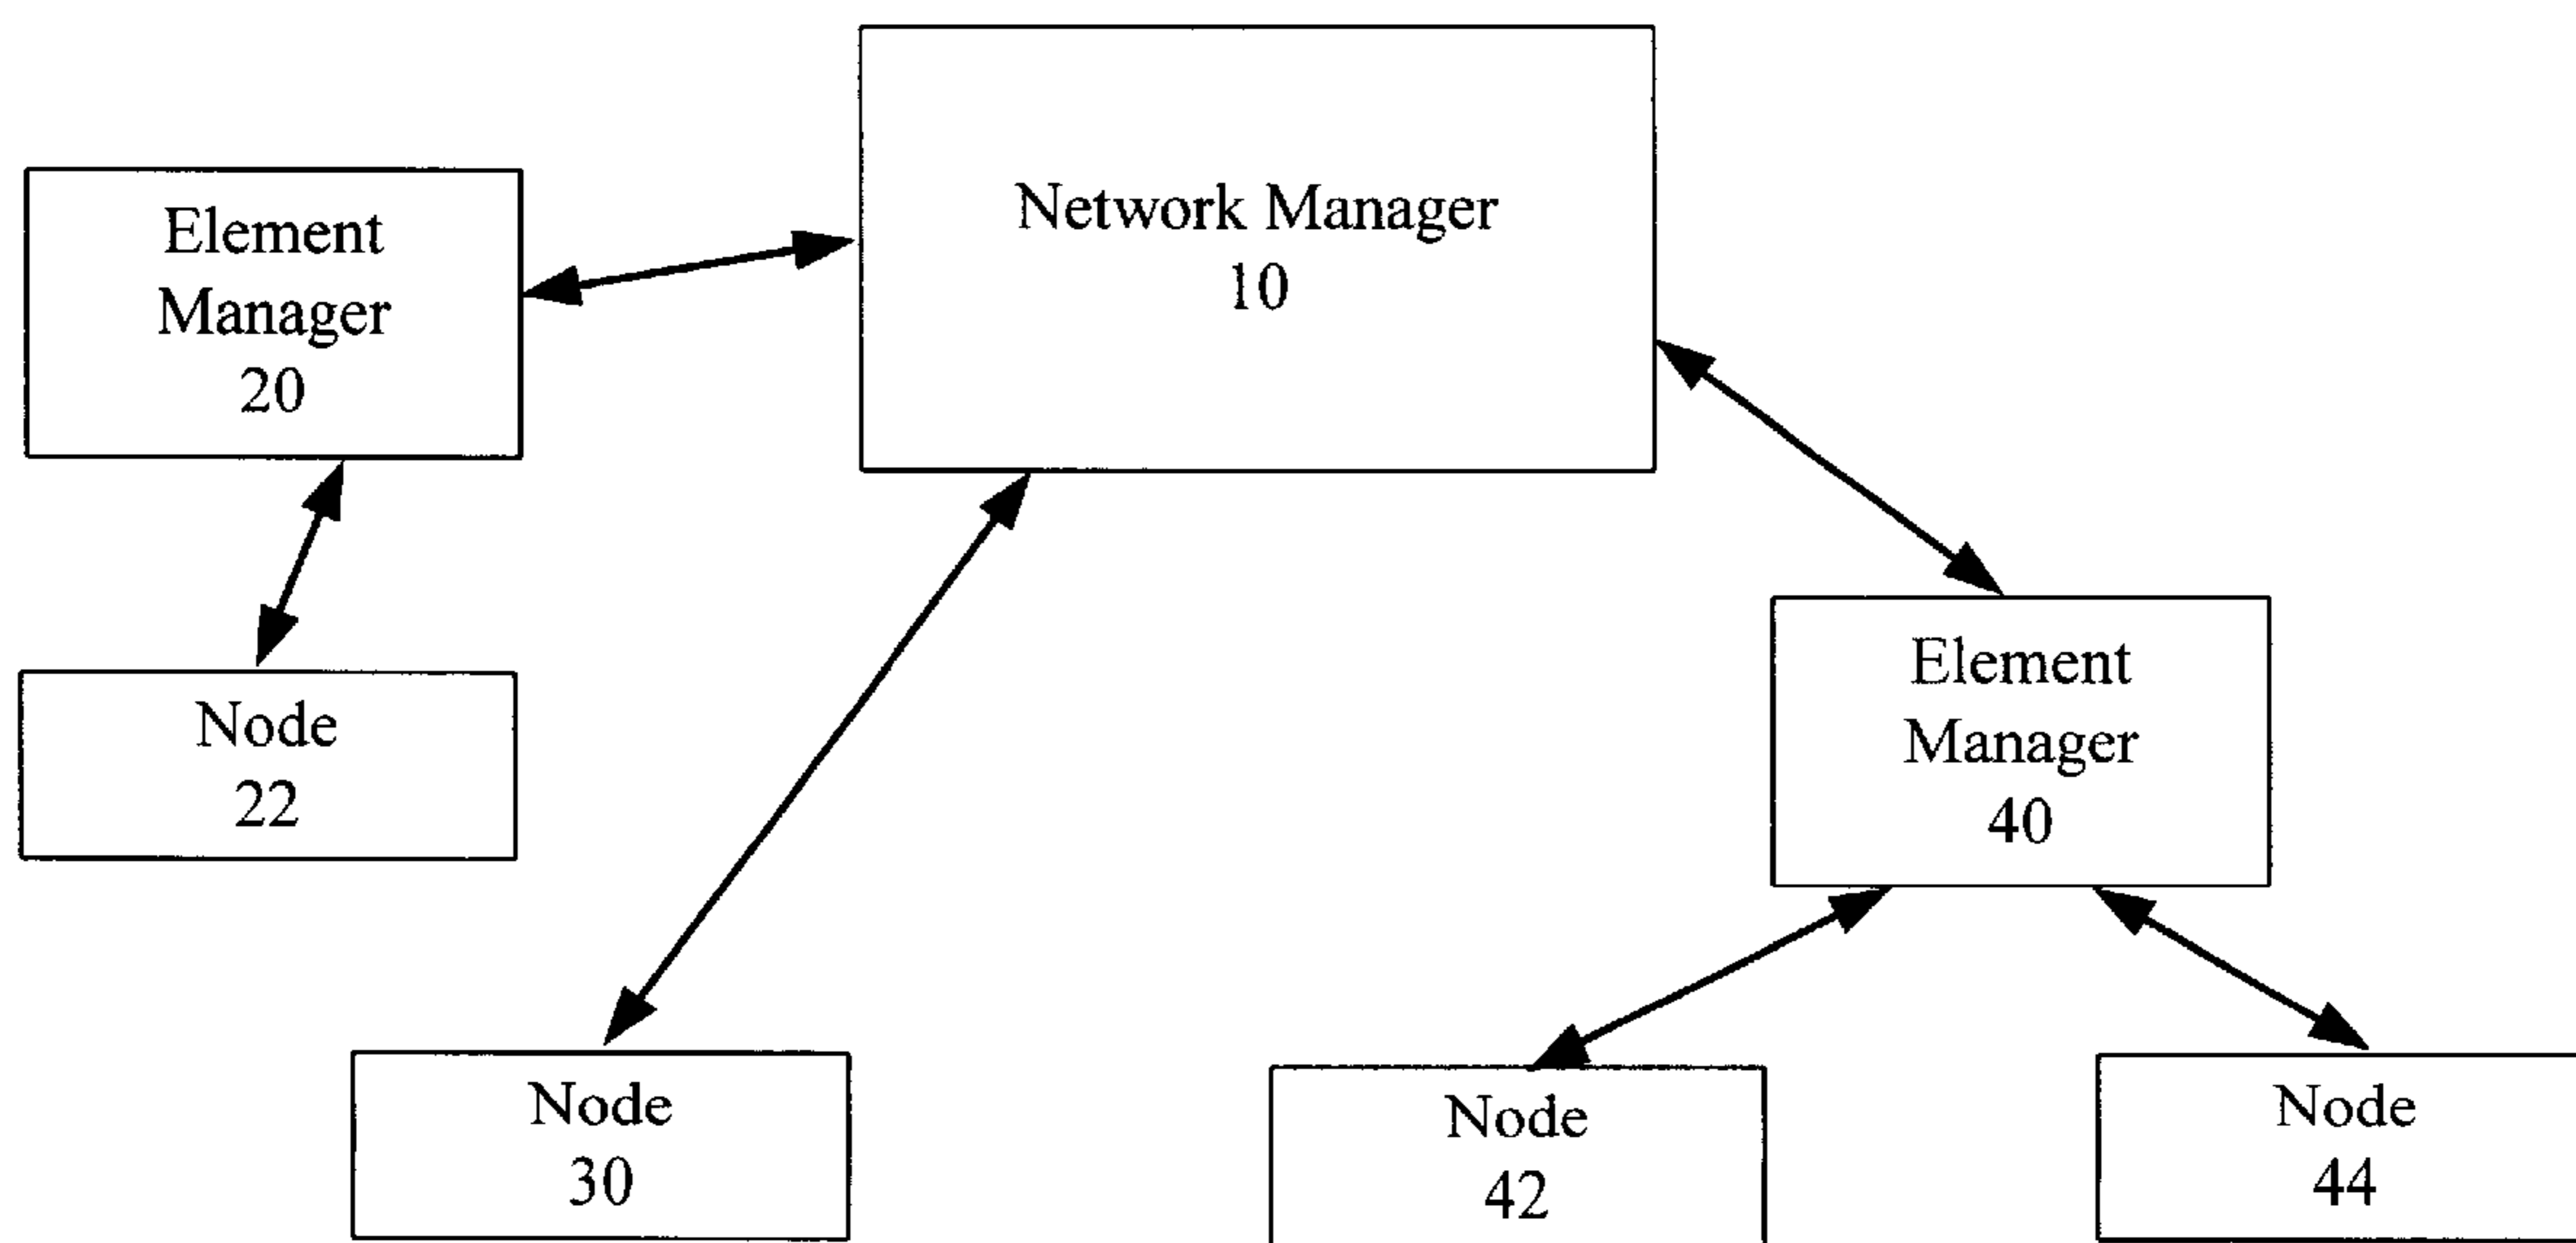 Network Manager
10
Element
Manager
20
Node
22
Element
Manager
40
Node
30
Node
42
Node
44